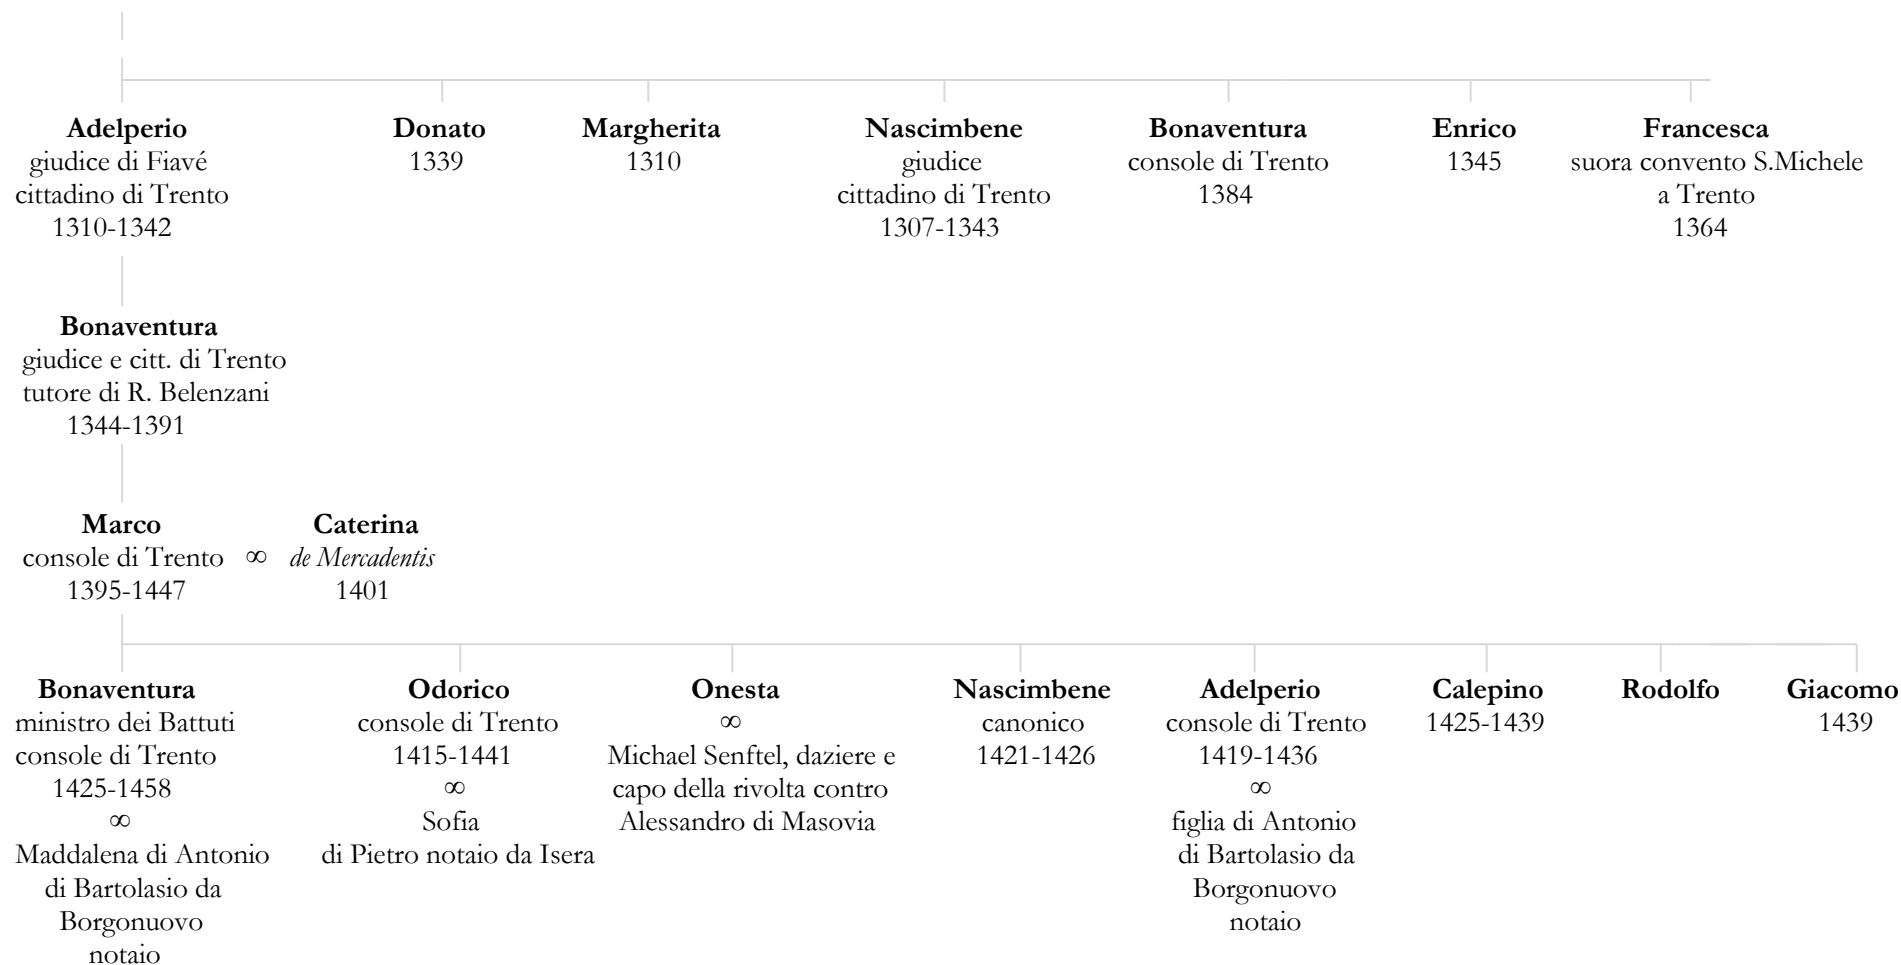 Adelperio
giudice di Fiavé
cittadino di Trento
1310-1342
Donato
1339
Margherita
1310
Nascimbene
giudice
cittadino di Trento
1307-1343
Bonaventura
console di Trento
1384
Enrico
1345
Francesca
suora convento S.Michele
a Trento
1364
Bonaventura
giudice e citt. di Trento
tutore di R. Belenzani
1344-1391
Marco
console di Trento
1395-1447
∞
Caterina
de Mercadentis
1401
Bonaventura
ministro dei Battuti
console di Trento
1425-1458
∞
Maddalena di Antonio
di Bartolasio da
Borgonuovo
notaio
Odorico
console di Trento
1415-1441
∞
Sofia
di Pietro notaio da Isera
Onesta
∞
Michael Senftel, daziere e
capo della rivolta contro
Alessandro di Masovia
Nascimbene
canonico
1421-1426
Adelperio
console di Trento
1419-1436
∞
figlia di Antonio
di Bartolasio da
Borgonuovo
notaio
Calepino
1425-1439
Rodolfo
Giacomo
1439